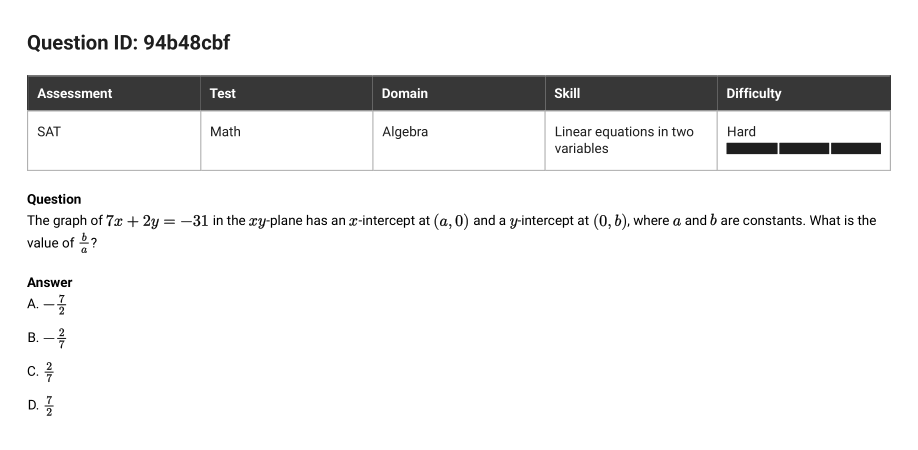 Question ID: 94b48cbf
Assessment Test Domain Skill Difficulty
SAT Math Algebra Linear equations in two variables Hard
Question
The graph of 7x + 2y = −31 in the xy-plane has an x-intercept at (a, 0) and a y-intercept at (0, b), where a and b are constants. What is the
value of b/a?
Answer
A. −7/2
B. −2/7
C. 2/7
D. 7/2